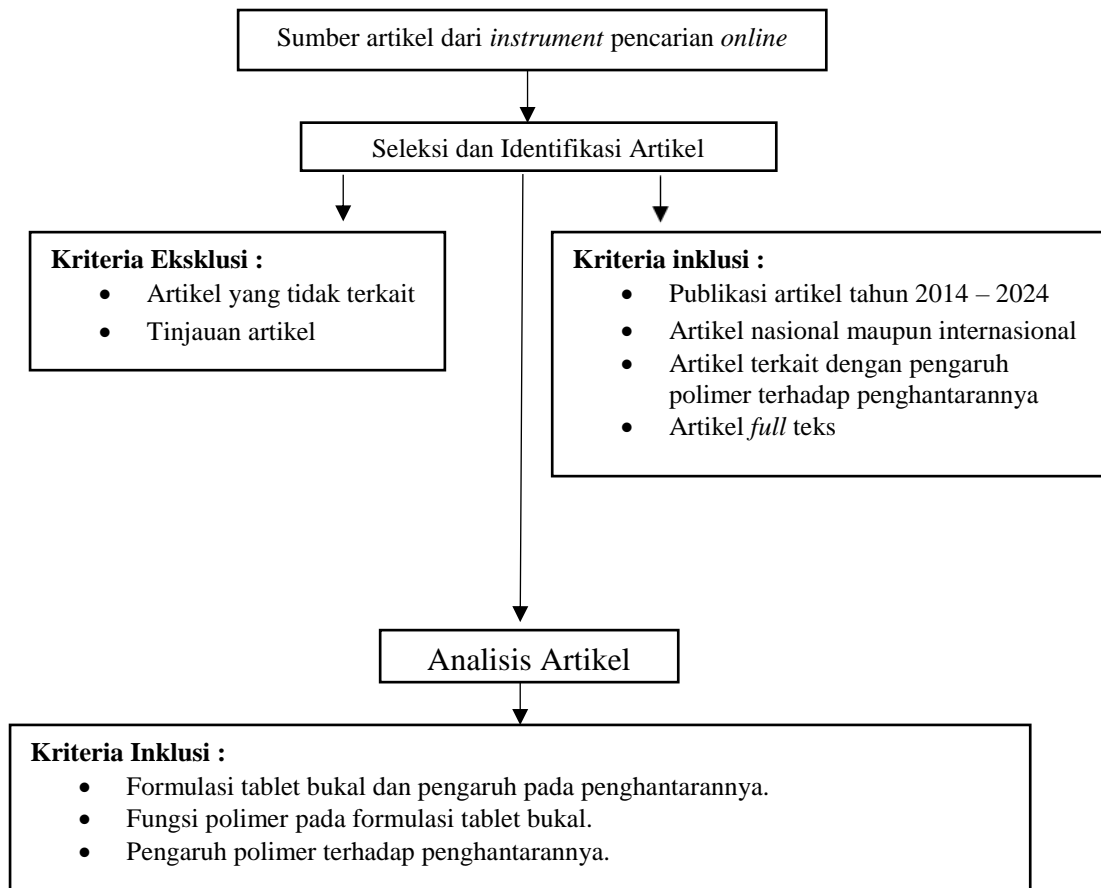 Sumber artikel dari instrument pencarian online
Seleksi dan Identifikasi Artikel
Kriteria Eksklusi :
• Artikel yang tidak terkait
• Tinjauan artikel
Kriteria inklusi :
• Publikasi artikel tahun 2014 – 2024
• Artikel nasional maupun internasional
• Artikel terkait dengan pengaruh
polimer terhadap penghantarannya
• Artikel full teks
Analisis Artikel
Kriteria Inklusi :
• Formulasi tablet bukal dan pengaruh pada penghantarannya.
• Fungsi polimer pada formulasi tablet bukal.
• Pengaruh polimer terhadap penghantarannya.